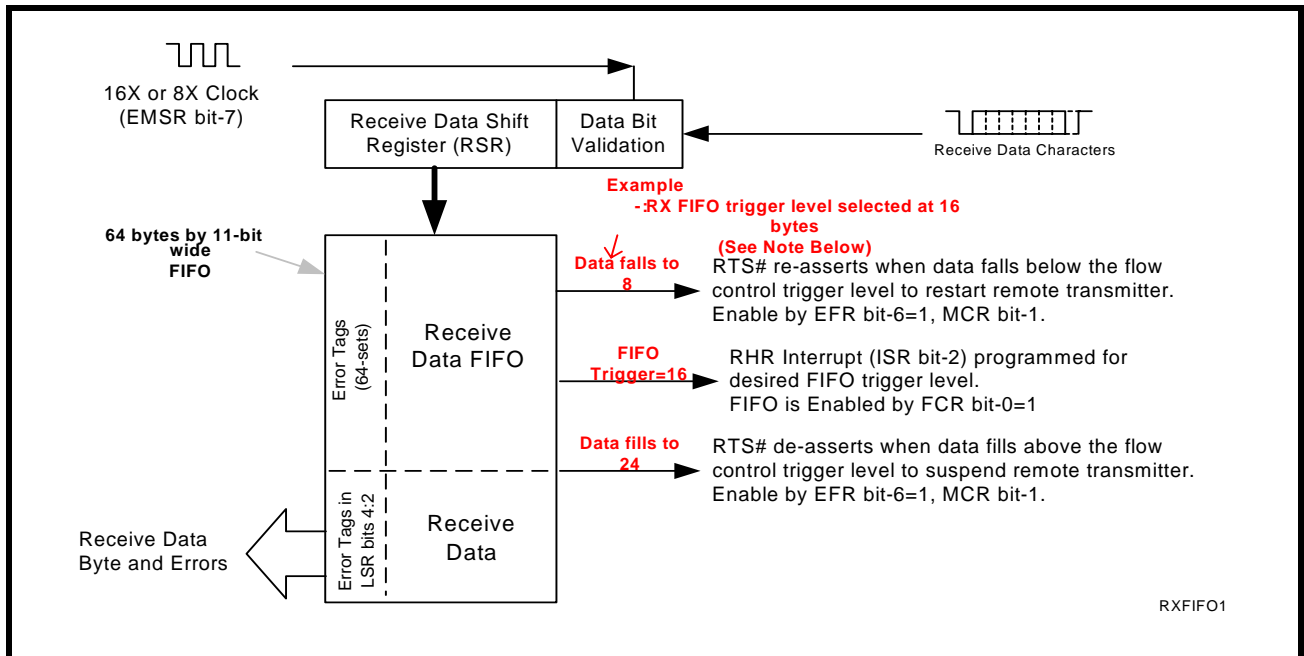 16X or 8X Clock
(EMSR bit-7)
Receive Data Shift
Register (RSR)
Data Bit
Validation
Receive Data Characters
Example
-:RX FIFO trigger level selected at 16
bytes
(See Note Below)
64 bytes by 11-bit
wide
FIFO
Data falls to
8
RTS# re-asserts when data falls below the flow
control trigger level to restart remote transmitter.
Enable by EFR bit-6=1, MCR bit-1.
Error Tags
(64-sets)
Receive
Data FIFO
FIFO
Trigger=16
RHR Interrupt (ISR bit-2) programmed for
desired FIFO trigger level.
FIFO is Enabled by FCR bit-0=1
Data fills to
24
RTS# de-asserts when data fills above the flow
control trigger level to suspend remote transmitter.
Enable by EFR bit-6=1, MCR bit-1.
Receive Data
Byte and Errors
Error Tags in
LSR bits 4:2
Receive
Data
RXFIFO1